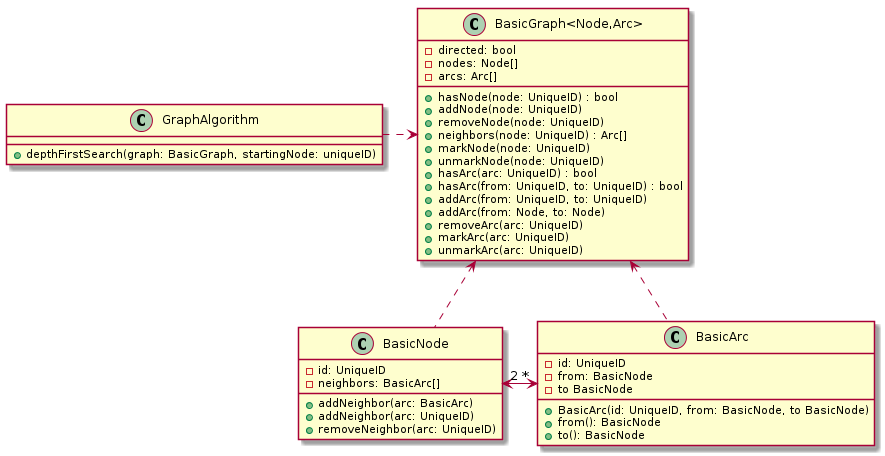 C BasicGraph<Node,Arc>
directed: bool
nodes: Node[]
arcs: Arc[]
hasNode(node: UniqueID) : bool
addNode(node: UniqueID)
removeNode(node: UniqueID)
neighbors(node: UniqueID) : Arc[]
markNode(node: UniqueID)
unmarkNode(node: UniqueID)
hasArc(arc: UniqueID) : bool
hasArc(from: UniqueID, to: UniqueID) : bool
addArc(from: UniqueID, to: UniqueID)
addArc(from: Node, to: Node)
removeArc(arc: UniqueID)
markArc(arc: UniqueID)
unmarkArc(arc: UniqueID)
C GraphAlgorithm
depthFirstSearch(graph: BasicGraph, startingNode: uniqueID)
C BasicNode
id: UniqueID
neighbors: BasicArc[]
addNeighbor(arc: BasicArc)
addNeighbor(arc: UniqueID)
removeNeighbor(arc: UniqueID)
2 *
C BasicArc
id: UniqueID
from: BasicNode
to BasicNode
BasicArc(id: UniqueID, from: BasicNode, to BasicNode)
from(): BasicNode
to(): BasicNode